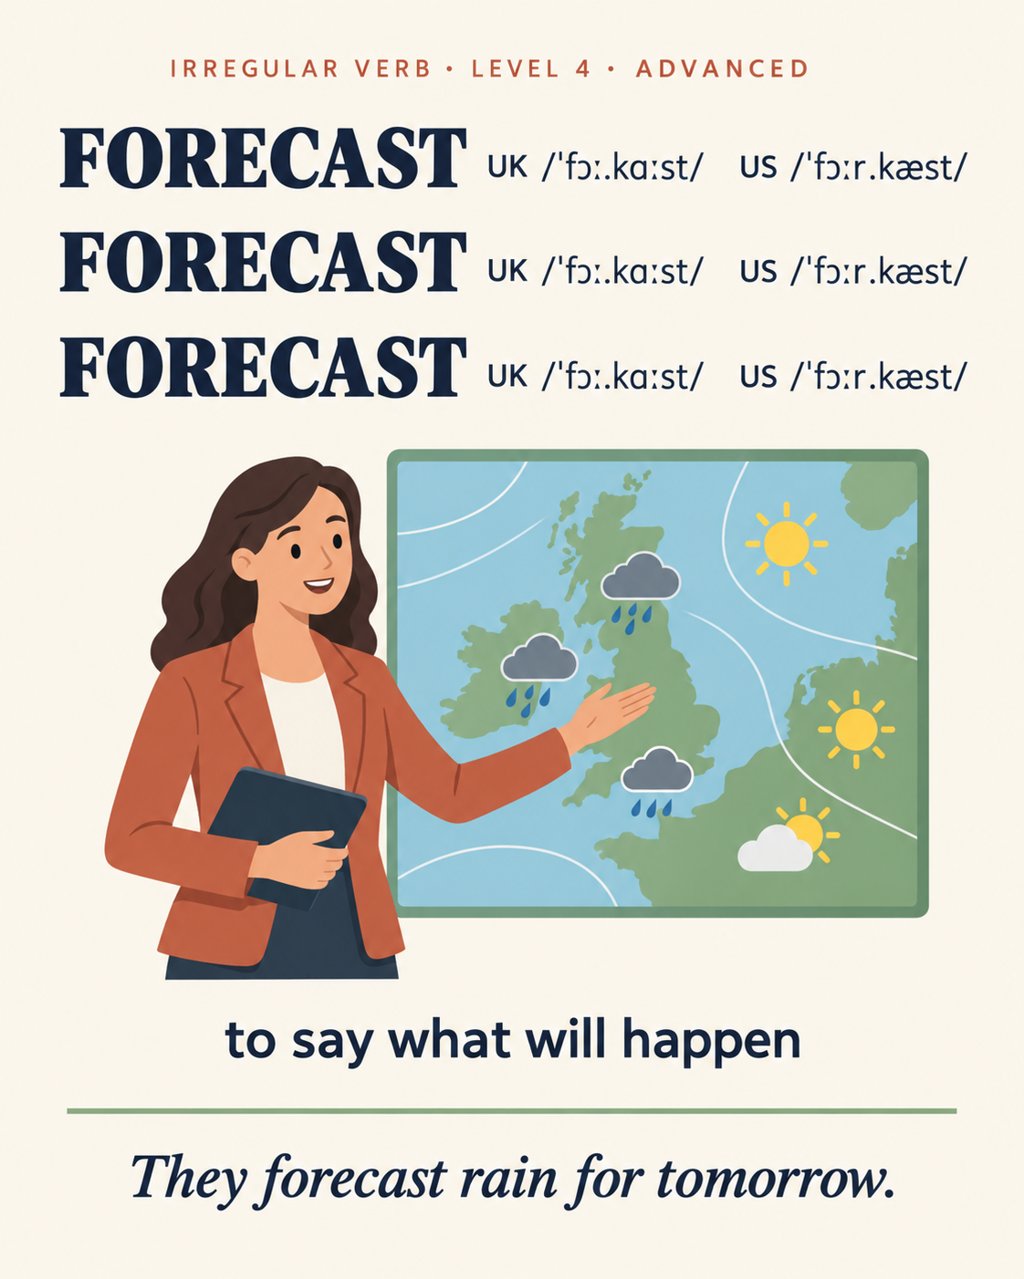 IRREGULAR VERB · LEVEL 4 · ADVANCED
FORECAST UK /ˈfɔː.kɑːst/ US /ˈfɔːr.kæst/
FORECAST UK /ˈfɔː.kɑːst/ US /ˈfɔːr.kæst/
FORECAST UK /ˈfɔː.kɑːst/ US /ˈfɔːr.kæst/
to say what will happen
They forecast rain for tomorrow.